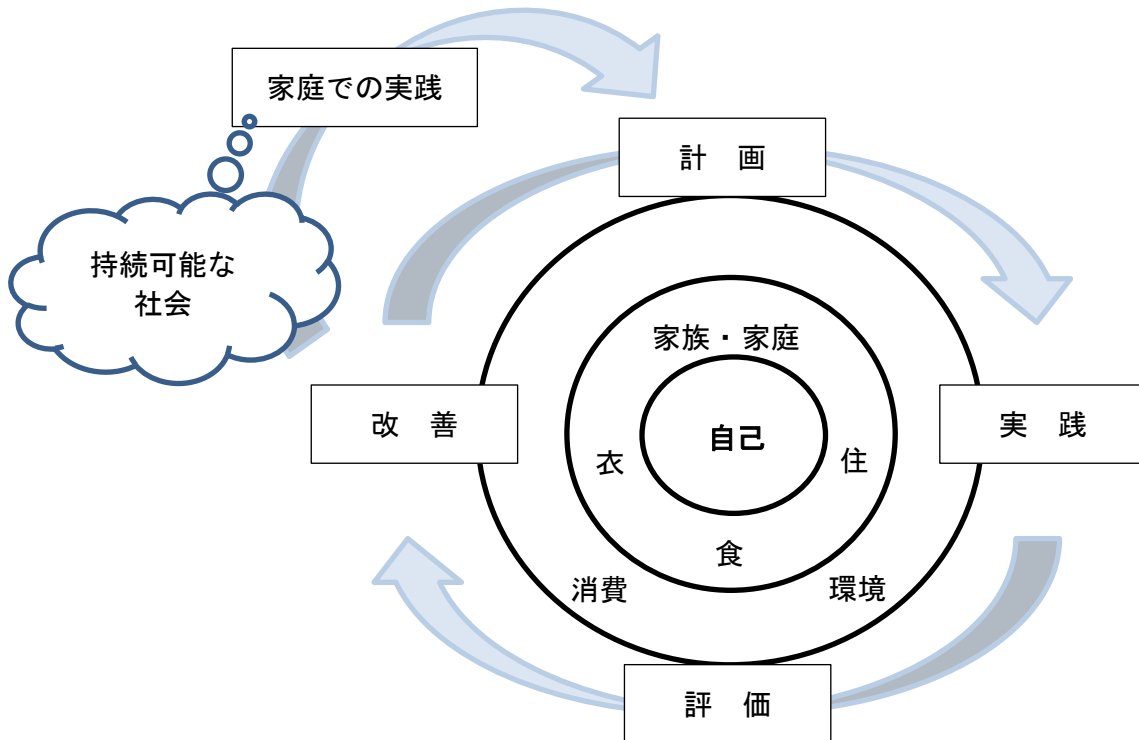 家庭での実践
計　画
持続可能な
社会
家族・家庭
改　善
実　践
自己
衣
住
食
消費
環境
評　価